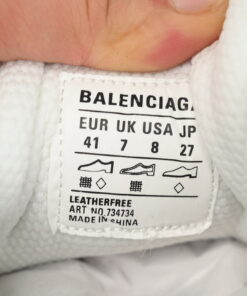 BALENCIAGA
EUR UK USA JP
41 7 8 27
LEATHERFREE
ART NO.734734
MADE IN CHINA